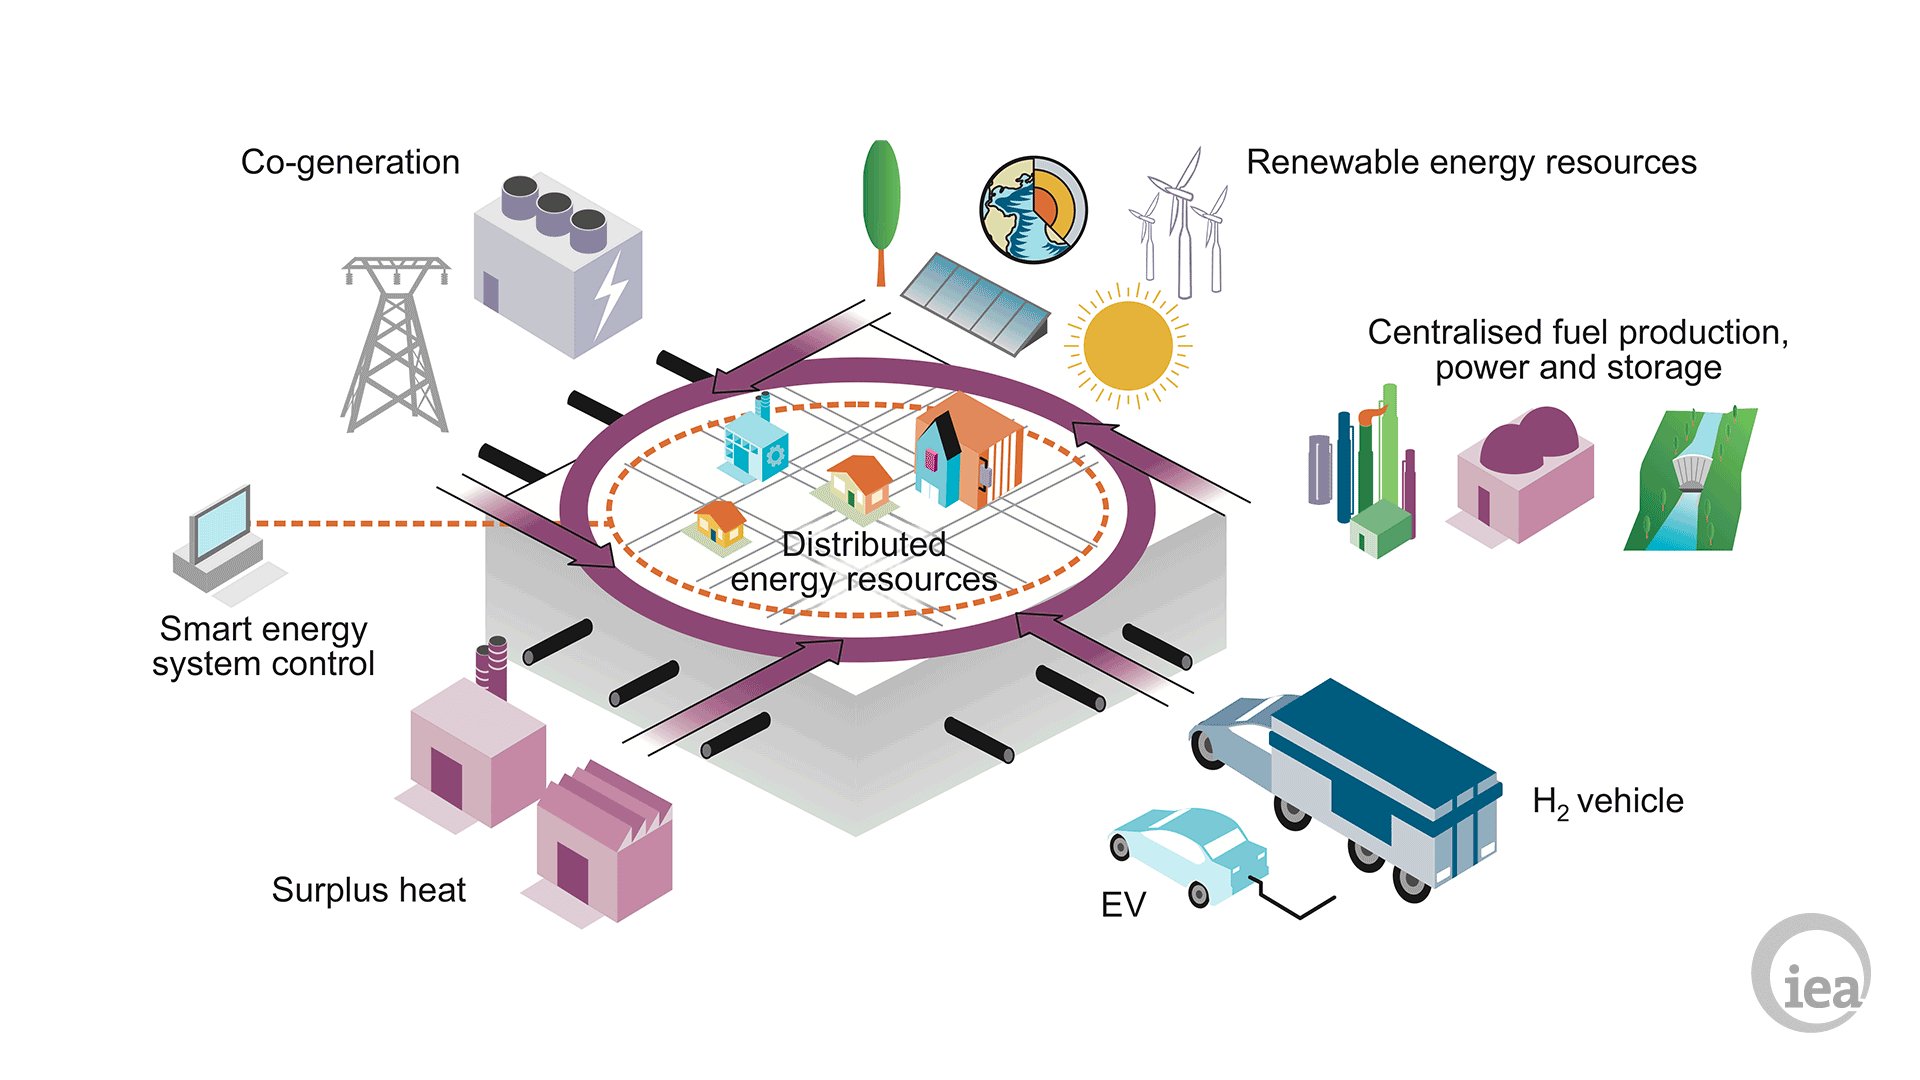 Co-generation
Renewable energy resources
Centralised fuel production,
power and storage
Distributed
energy resources
Smart energy
system control
H₂ vehicle
Surplus heat
EV
iea